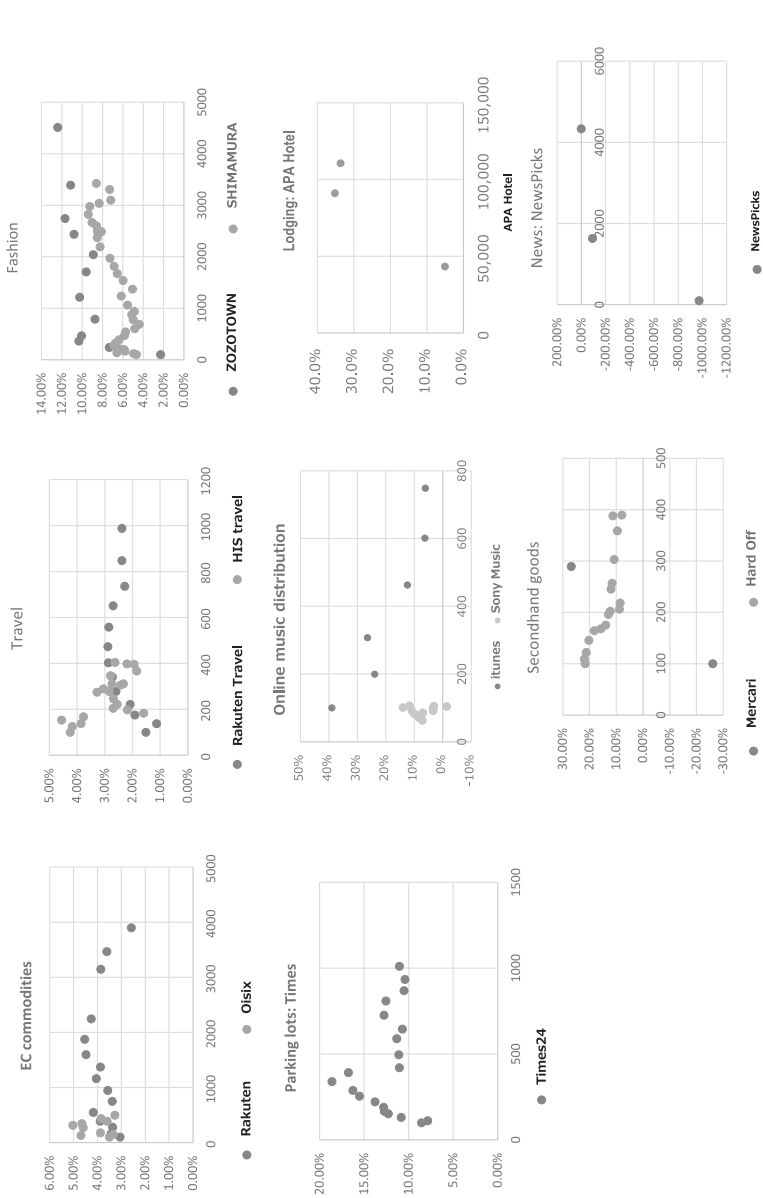 EC commodities
6.00%
5.00%
4.00%
3.00%
2.00%
1.00%
0.00%
0 1000 2000 3000 4000 5000
Rakuten Oisix
Travel
5.00%
4.00%
3.00%
2.00%
1.00%
0.00%
0 200 400 600 800 1000 1200
Rakuten Travel HIS travel
Fashion
14.00%
12.00%
10.00%
8.00%
6.00%
4.00%
2.00%
0.00%
0 1000 2000 3000 4000 5000
ZOZOTOWN SHIMAMURA
Parking lots: Times
20.00%
15.00%
10.00%
5.00%
0.00%
0 500 1000 1500
Times24
Online music distribution
50%
40%
30%
20%
10%
0%
-10%
0 200 400 600 800
itunes Sony Music
Lodging: APA Hotel
40.0%
30.0%
20.0%
10.0%
0.0%
0 50,000 100,000 150,000
APA Hotel
Secondhand goods
30.00%
20.00%
10.00%
0.00%
-10.00%
-20.00%
-30.00%
0 100 200 300 400 500
Mercari Hard Off
News: NewsPicks
200.00%
0.00%
-200.00%
-400.00%
-600.00%
-800.00%
-1000.00%
-1200.00%
0 2000 4000 6000
NewsPicks